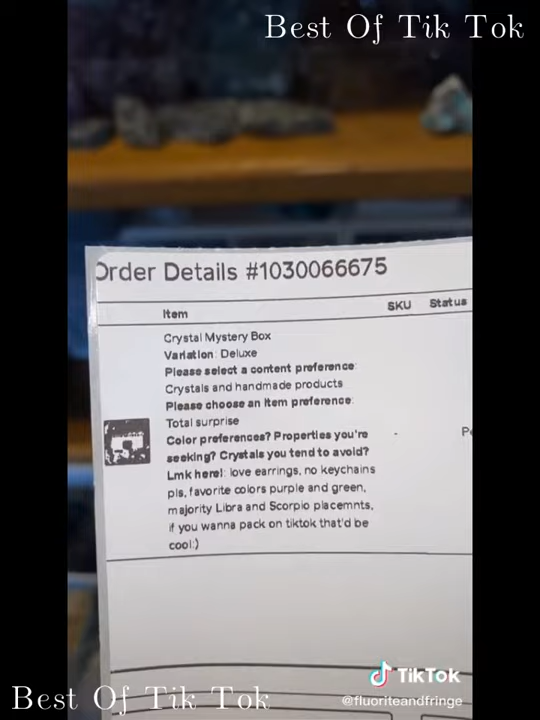 Best Of Tik Tok
Order Details #1030066675
Item SKU Status
Crystal Mystery Box
Variation: Deluxe
Please select a content preference:
Crystals and handmade products
Please choose an item preference:
Total surprise
Color preferences? Properties you're
seeking? Crystals you tend to avoid?
Lmk here!: love earrings, no keychains
pls, favorite colors purple and green,
majority Libra and Scorpio placemnts,
if you wanna pack on tiktok that'd be
cool:)
TikTok
Best Of Tik Tok
@fluoriteandfringe